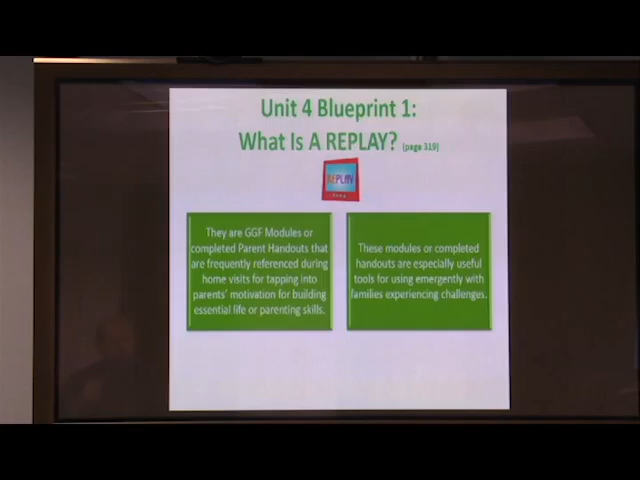 Unit 4 Blueprint 1:
What Is A REPLAY? (page 319)
REPLAY
They are GGF Modules or
completed Parent Handouts that
are frequently referenced during
home visits for tapping into
parents' motivation for building
essential life or parenting skills.
These modules or completed
handouts are especially useful
tools for using emergently with
families experiencing challenges.